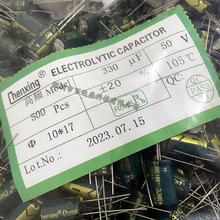 Chenxing
ELECTROLYTIC CAPACITOR
高频
330 μF
50 V
500 Pcs
±20
105℃
QC:
PASS
Φ 10*17
2023.07.15
Lot.No.: